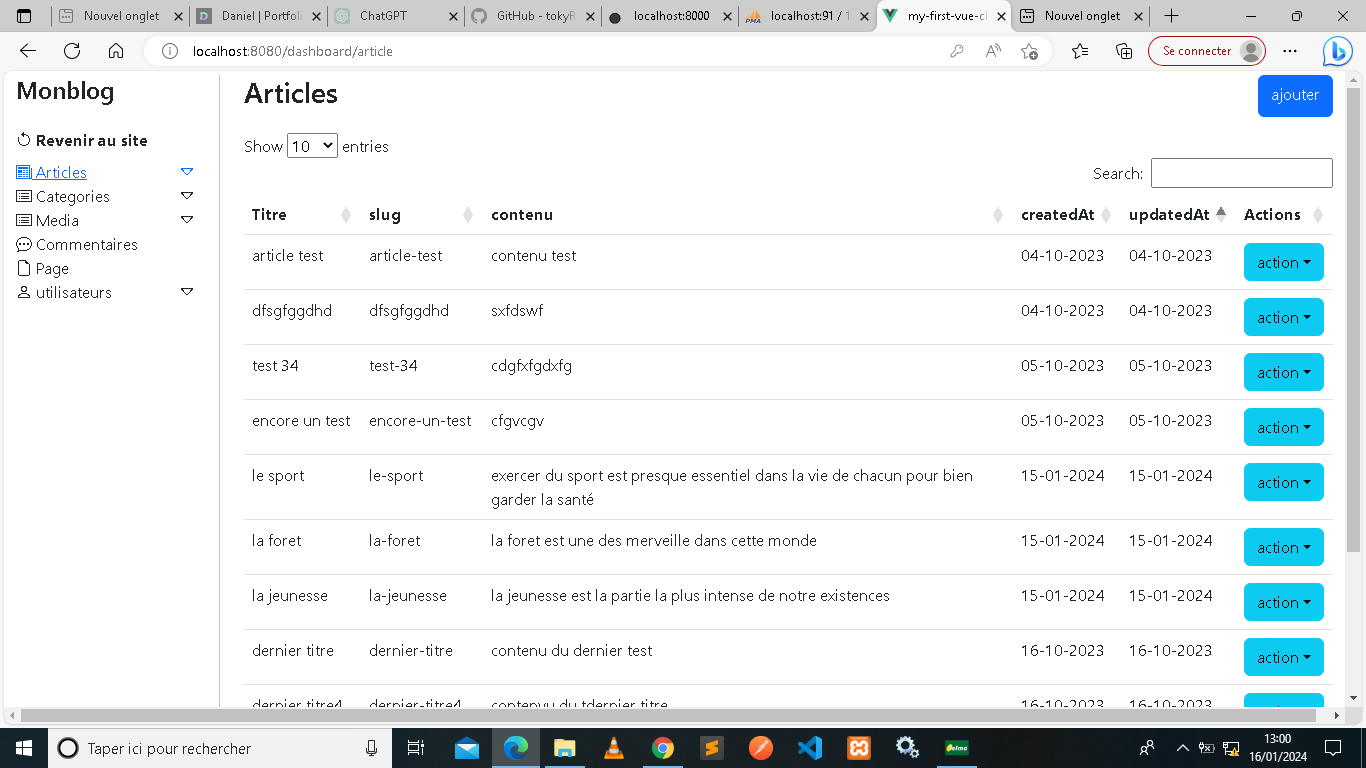 Nouvel onglet
Daniel | Portfoli
ChatGPT
GitHub - tokyR
localhost:8000
localhost:91 / 1
my-first-vue-cl
Nouvel onglet
localhost:8080/dashboard/article
Se connecter
Monblog
Revenir au site
Articles
Categories
Media
Commentaires
Page
utilisateurs
Articles
ajouter
Show 10 entries
Search:
Titre slug contenu createdAt updatedAt Actions
article test article-test contenu test 04-10-2023 04-10-2023 action
dfsgfggdhd dfsgfggdhd sxfdswf 04-10-2023 04-10-2023 action
test 34 test-34 cdgfxfgdxfg 05-10-2023 05-10-2023 action
encore un test encore-un-test cfgvcgv 05-10-2023 05-10-2023 action
le sport le-sport exercer du sport est presque essentiel dans la vie de chacun pour bien 15-01-2024 15-01-2024 action
garder la santé
la foret la-foret la foret est une des merveille dans cette monde 15-01-2024 15-01-2024 action
la jeunesse la-jeunesse la jeunesse est la partie la plus intense de notre existences 15-01-2024 15-01-2024 action
dernier titre dernier-titre contenu du dernier test 16-10-2023 16-10-2023 action
dernier titre4 dernier-titre4 contenyu du tdernier titre 16-10-2023 16-10-2023
Taper ici pour rechercher
13:00
16/01/2024